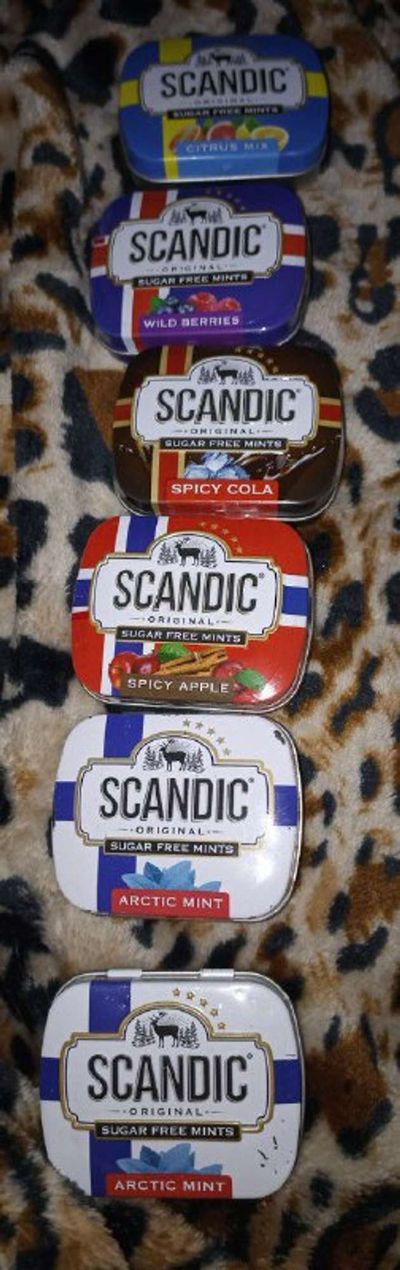 SCANDIC
ORIGINAL
SUGAR FREE MINTS
CITRUS MIX
SCANDIC®
ORIGINAL
SUGAR FREE MINTS
WILD BERRIES
SCANDIC®
ORIGINAL
SUGAR FREE MINTS
SPICY COLA
SCANDIC®
ORIGINAL
SUGAR FREE MINTS
SPICY APPLE
SCANDIC®
ORIGINAL
SUGAR FREE MINTS
ARCTIC MINT
SCANDIC®
ORIGINAL
SUGAR FREE MINTS
ARCTIC MINT